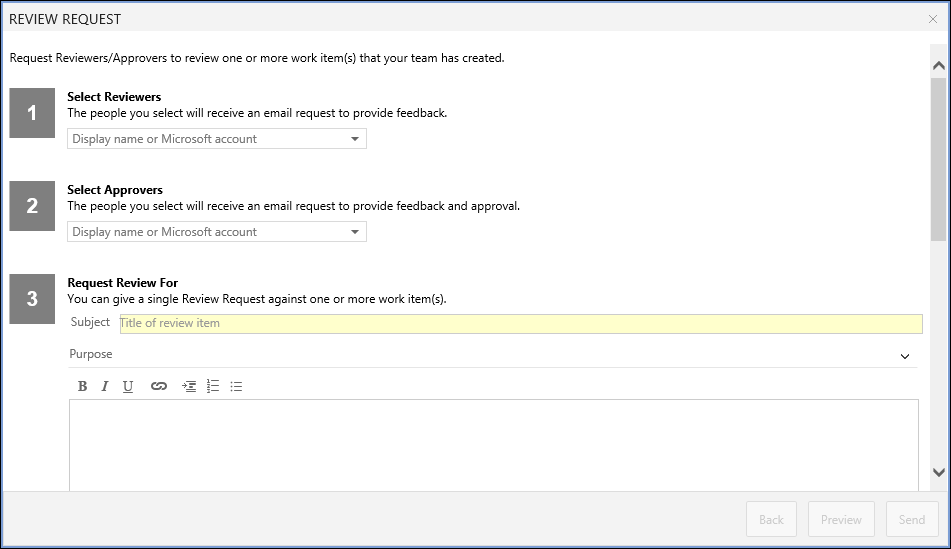 REVIEW REQUEST
Request Reviewers/Approvers to review one or more work item(s) that your team has created.
1
Select Reviewers
The people you select will receive an email request to provide feedback.
Display name or Microsoft account
2
Select Approvers
The people you select will receive an email request to provide feedback and approval.
Display name or Microsoft account
3
Request Review For
You can give a single Review Request against one or more work item(s).
Subject Title of review item
Purpose
B I U
Back Preview Send